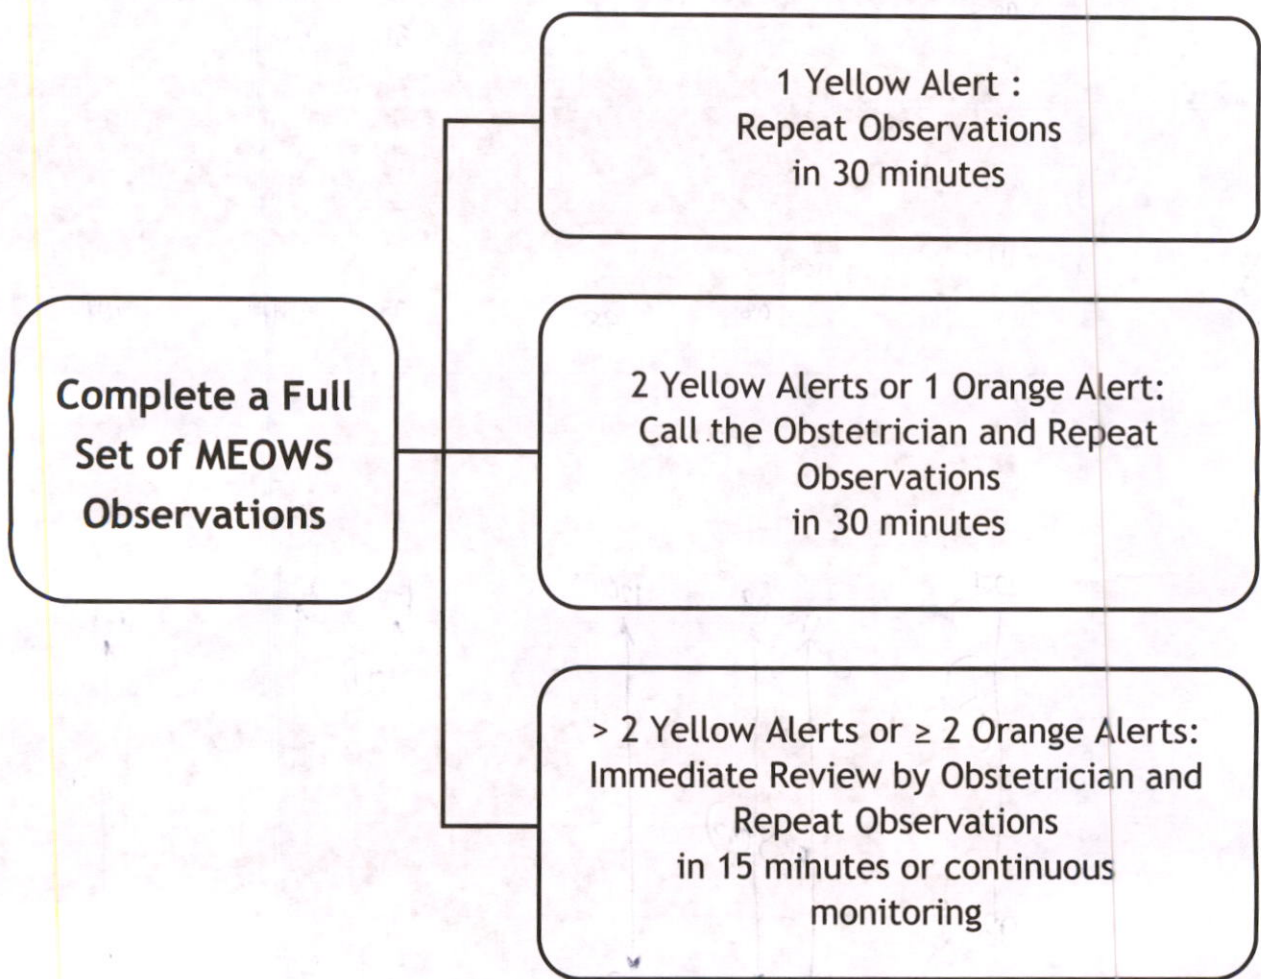 1 Yellow Alert :
Repeat Observations
in 30 minutes
Complete a Full
Set of MEOWS
Observations
2 Yellow Alerts or 1 Orange Alert:
Call the Obstetrician and Repeat
Observations
in 30 minutes
> 2 Yellow Alerts or ≥ 2 Orange Alerts:
Immediate Review by Obstetrician and
Repeat Observations
in 15 minutes or continuous
monitoring